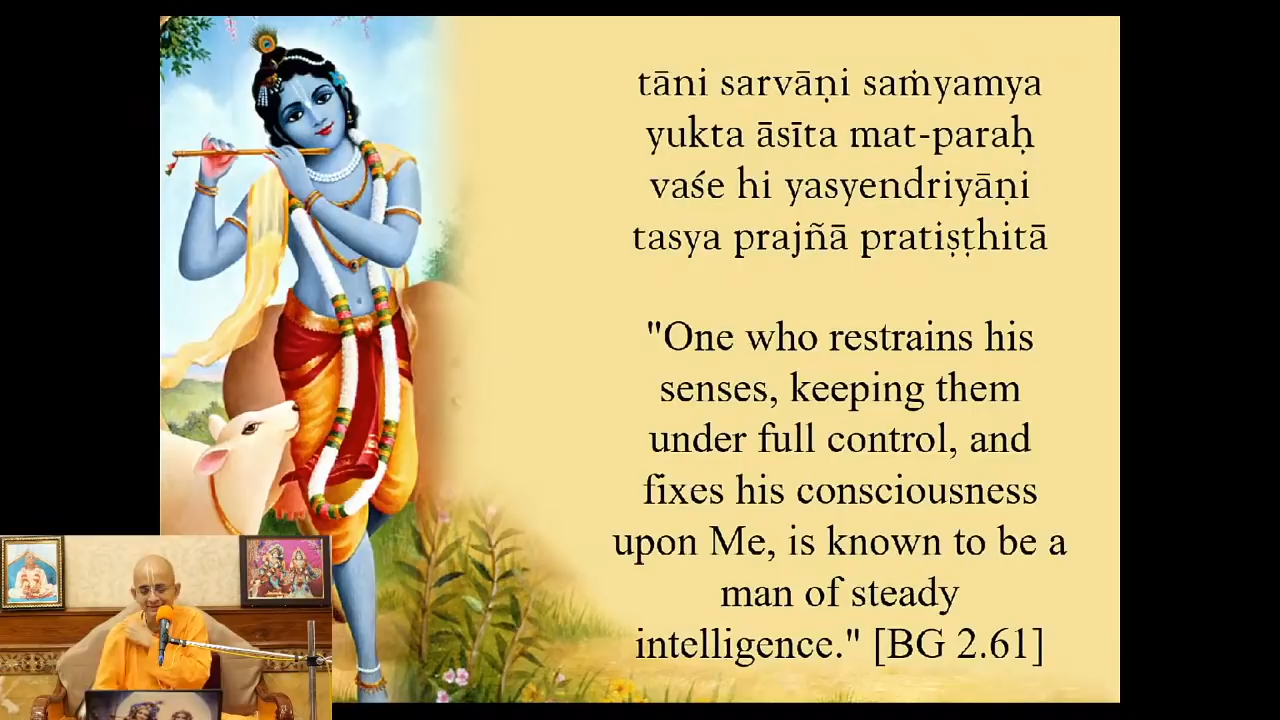 tāni sarvāṇi saṁyamya
yukta āsīta mat-paraḥ
vaśe hi yasyendriyāṇi
tasya prajñā pratiṣṭhitā
"One who restrains his
senses, keeping them
under full control, and
fixes his consciousness
upon Me, is known to be a
man of steady
intelligence." [BG 2.61]